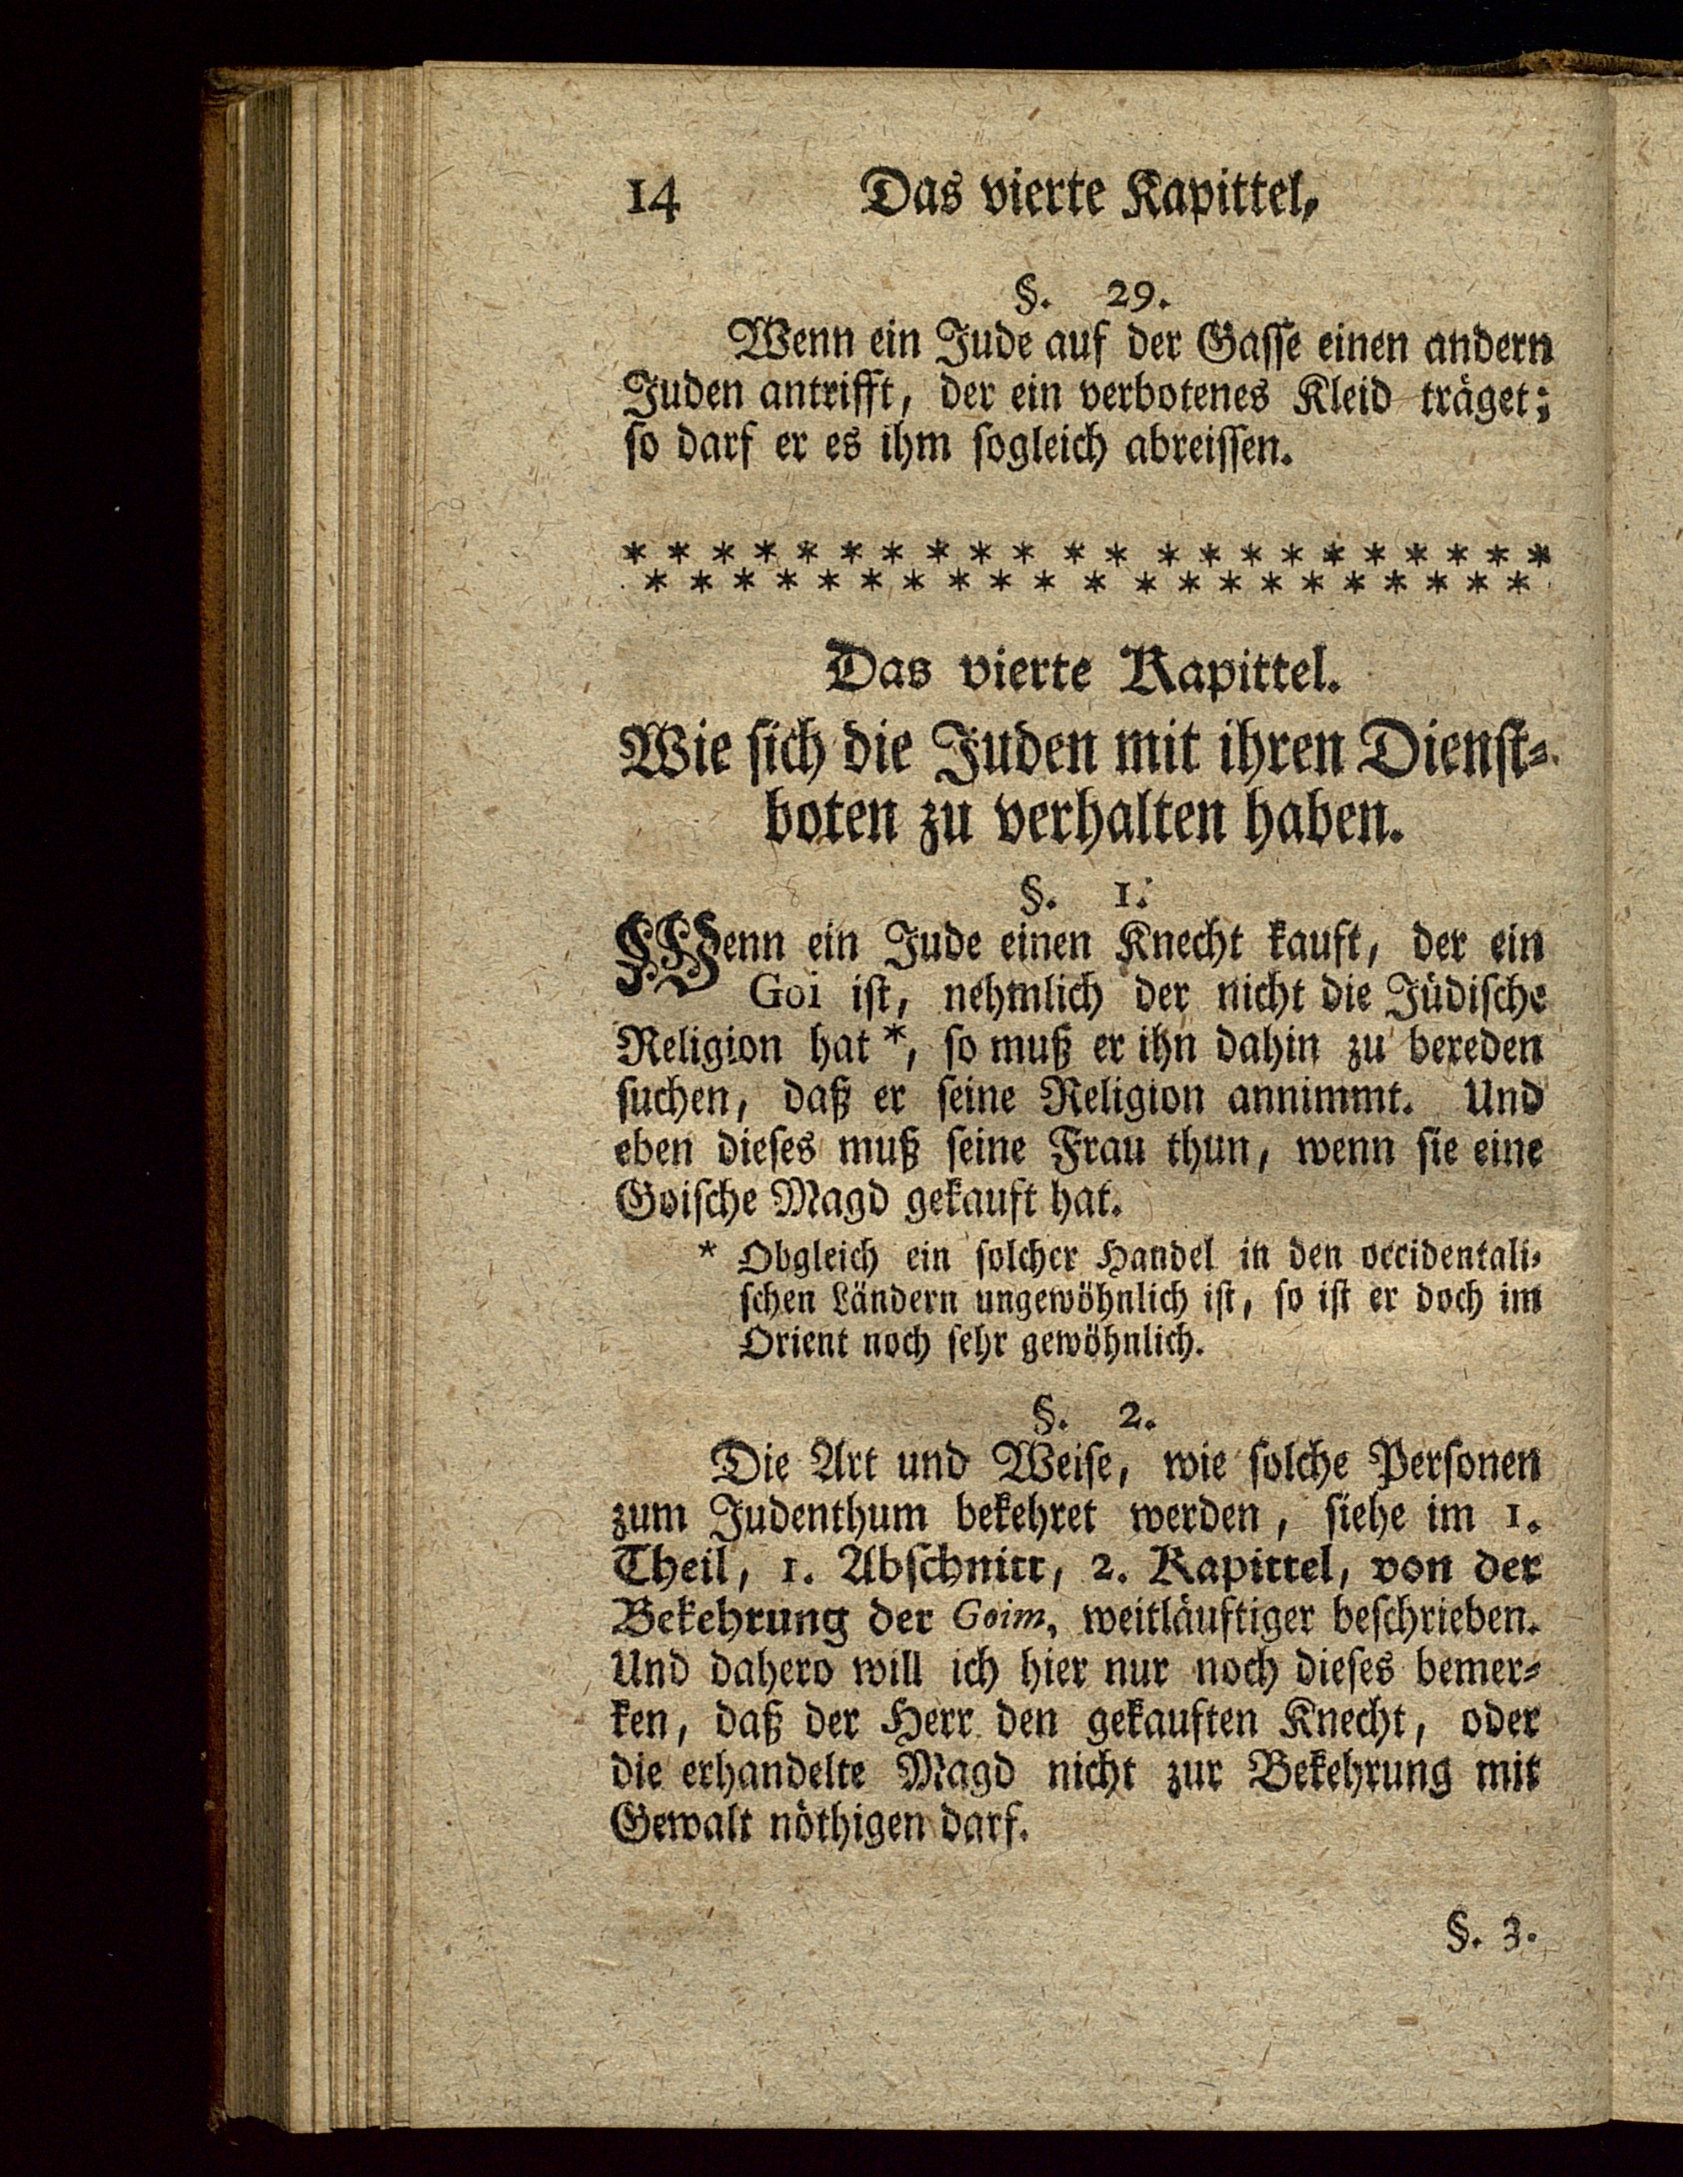 14 Das vierte Kapittel,
§. 29.
Wenn ein Jude auf der Gasse einen andern
Juden antrifft, der ein verbotenes Kleid träget;
so darf er es ihm sogleich abreissen.
* * * * * * * * * * * * * * * * * * * * * *
* * * * * * * * * * * * * * * * * * * * *
Das vierte Kapittel.
Wie sich die Juden mit ihren Dienst-
boten zu verhalten haben.
§. 1.
Wenn ein Jude einen Knecht kauft, der ein
Goi ist, nehmlich der nicht die Jüdische
Religion hat *, so muß er ihn dahin zu bereden
suchen, daß er seine Religion annimmt. Und
eben dieses muß seine Frau thun, wenn sie eine
Goische Magd gekauft hat.
* Obgleich ein solcher Handel in den occidentali-
schen Ländern ungewöhnlich ist, so ist er doch im
Orient noch sehr gewöhnlich.
§. 2.
Die Art und Weise, wie solche Personen
zum Judenthum bekehret werden, siehe im 1.
Theil, 1. Abschnitt, 2. Kapittel, von der
Bekehrung der Goim, weitläuftiger beschrieben.
Und dahero will ich hier nur noch dieses bemer-
ken, daß der Herr den gekauften Knecht, oder
die erhandelte Magd nicht zur Bekehrung mit
Gewalt nöthigen darf.
§. 3.